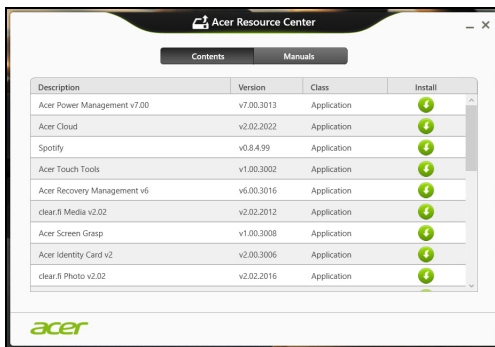 Acer Resource Center
Contents Manuals
Description Version Class Install
Acer Power Management v7.00 v7.00.3013 Application
Acer Cloud v2.02.2022 Application
Spotify v0.8.4.99 Application
Acer Touch Tools v1.00.3002 Application
Acer Recovery Management v6 v6.00.3016 Application
clear.fi Media v2.02 v2.02.2012 Application
Acer Screen Grasp v1.00.3008 Application
Acer Identity Card v2 v2.00.3006 Application
clear.fi Photo v2.02 v2.02.2016 Application
acer